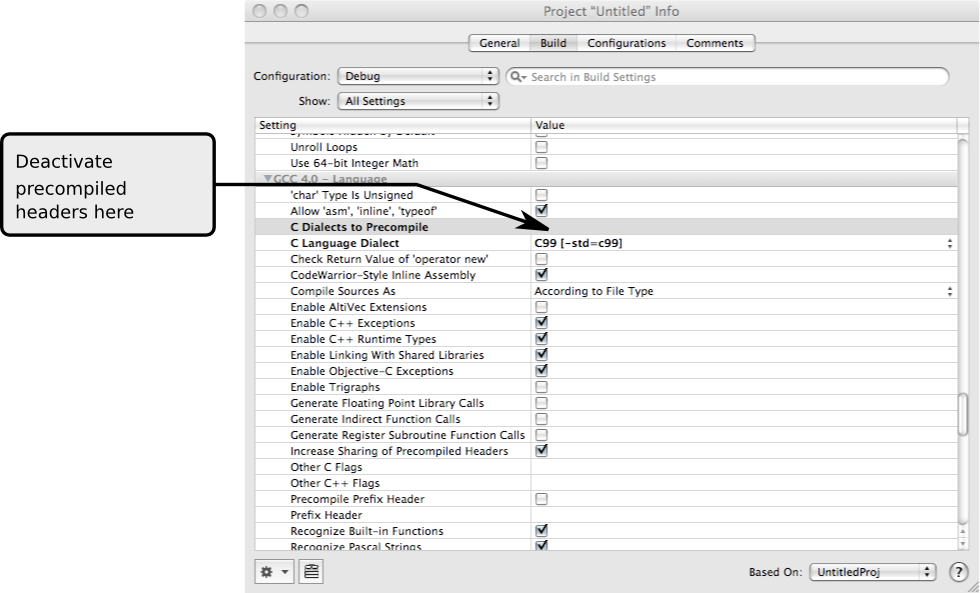 Project “Untitled” Info
General Build Configurations Comments
Configuration: Debug Search in Build Settings
Show: All Settings
Setting Value
Symbols Hidden By Default
Unroll Loops
Use 64-bit Integer Math
GCC 4.0 - Language
Deactivate
precompiled
headers here
'char' Type Is Unsigned
Allow 'asm', 'inline', 'typeof'
C Dialects to Precompile
C Language Dialect C99 [-std=c99]
Check Return Value of 'operator new'
CodeWarrior-Style Inline Assembly
Compile Sources As According to File Type
Enable AltiVec Extensions
Enable C++ Exceptions
Enable C++ Runtime Types
Enable Linking With Shared Libraries
Enable Objective-C Exceptions
Enable Trigraphs
Generate Floating Point Library Calls
Generate Indirect Function Calls
Generate Register Subroutine Function Calls
Increase Sharing of Precompiled Headers
Other C Flags
Other C++ Flags
Precompile Prefix Header
Prefix Header
Recognize Built-in Functions
Recognize Pascal Strings
Based On: UntitledProj ?